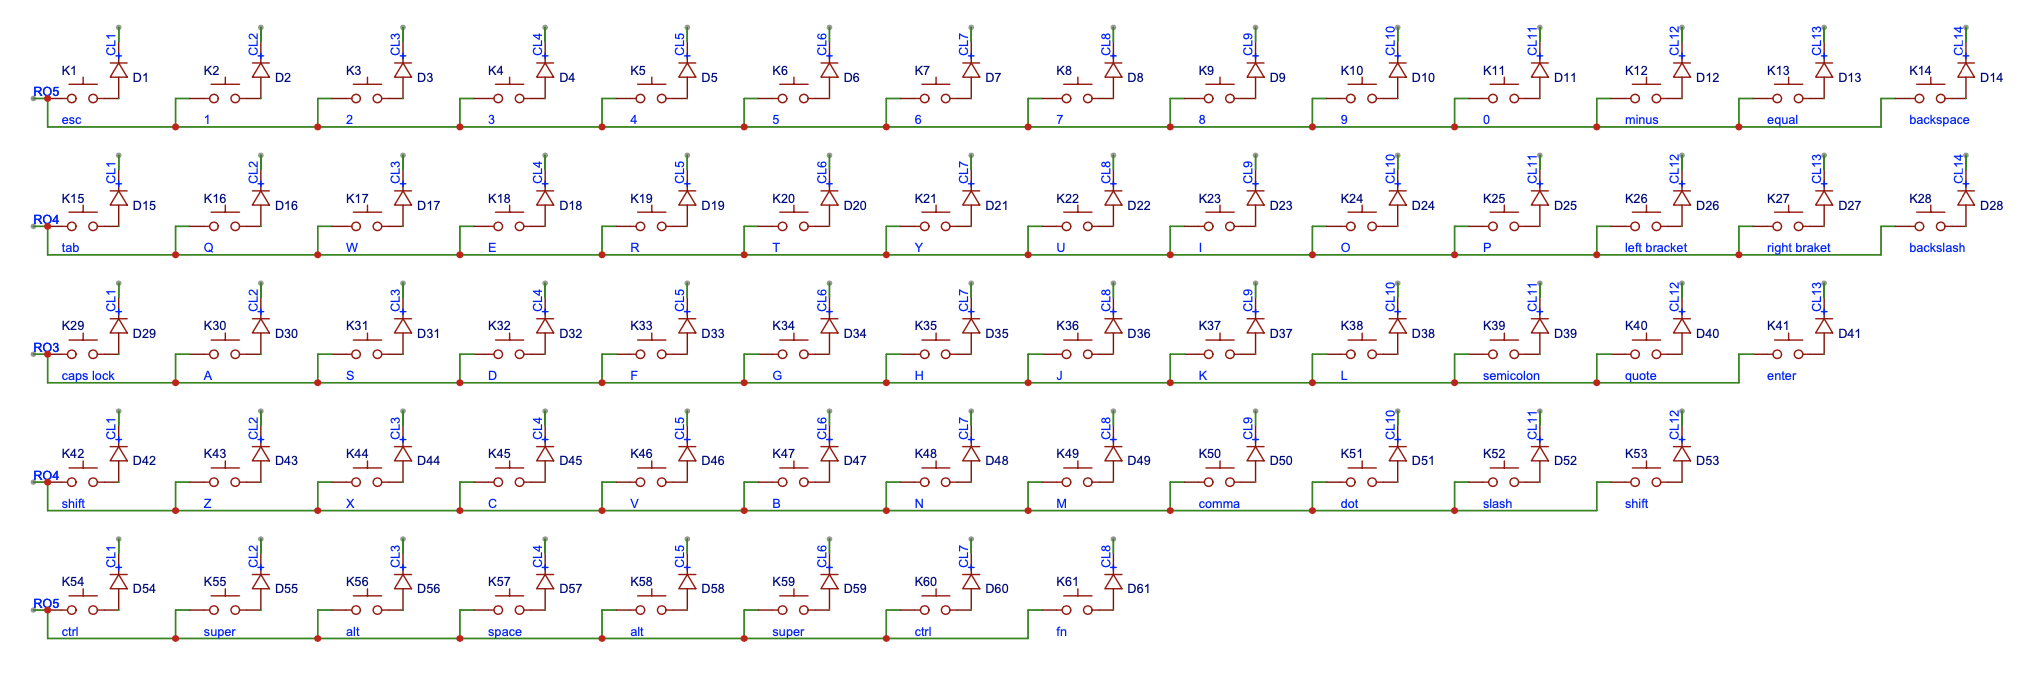 CL1 CL2 CL3 CL4 CL5 CL6 CL7 CL8 CL9 CL10 CL11 CL12 CL13 CL14
K1 D1 K2 D2 K3 D3 K4 D4 K5 D5 K6 D6 K7 D7 K8 D8 K9 D9 K10 D10 K11 D11 K12 D12 K13 D13 K14 D14
RO5
esc 1 2 3 4 5 6 7 8 9 0 minus equal backspace
CL1 CL2 CL3 CL4 CL5 CL6 CL7 CL8 CL9 CL10 CL11 CL12 CL13 CL14
K15 D15 K16 D16 K17 D17 K18 D18 K19 D19 K20 D20 K21 D21 K22 D22 K23 D23 K24 D24 K25 D25 K26 D26 K27 D27 K28 D28
RO4
tab Q W E R T Y U I O P left bracket right braket backslash
CL1 CL2 CL3 CL4 CL5 CL6 CL7 CL8 CL9 CL10 CL11 CL12 CL13
K29 D29 K30 D30 K31 D31 K32 D32 K33 D33 K34 D34 K35 D35 K36 D36 K37 D37 K38 D38 K39 D39 K40 D40 K41 D41
RO3
caps lock A S D F G H J K L semicolon quote enter
CL1 CL2 CL3 CL4 CL5 CL6 CL7 CL8 CL9 CL10 CL11 CL12
K42 D42 K43 D43 K44 D44 K45 D45 K46 D46 K47 D47 K48 D48 K49 D49 K50 D50 K51 D51 K52 D52 K53 D53
RO4
shift Z X C V B N M comma dot slash shift
CL1 CL2 CL3 CL4 CL5 CL6 CL7 CL8
K54 D54 K55 D55 K56 D56 K57 D57 K58 D58 K59 D59 K60 D60 K61 D61
RO5
ctrl super alt space alt super ctrl fn